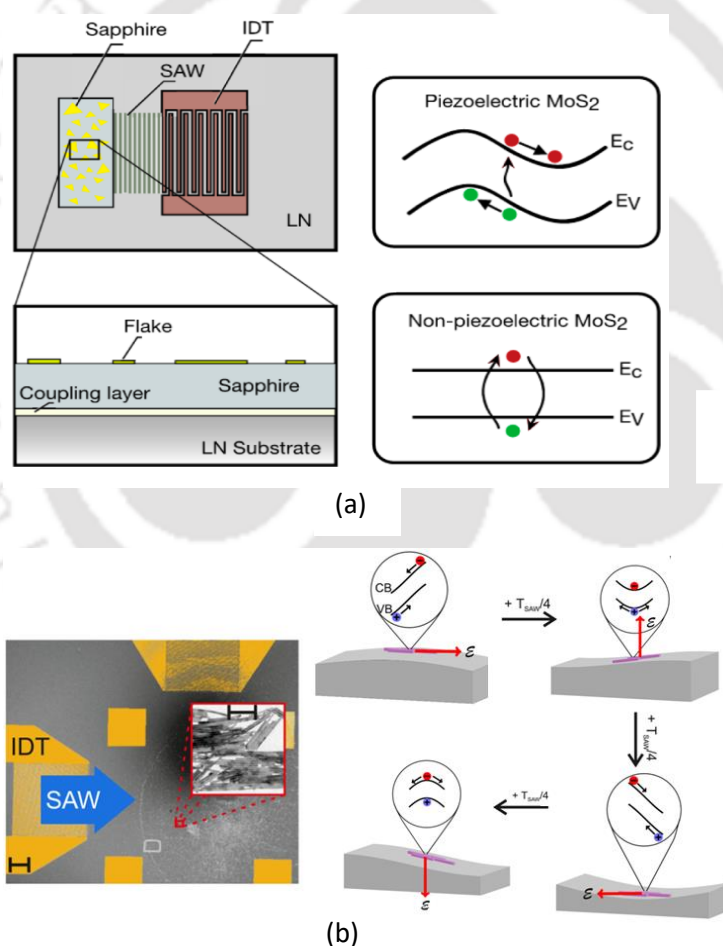 Sapphire
IDT
SAW
LN
Piezoelectric MoS2
EC
EV
Flake
Coupling layer
Sapphire
LN Substrate
Non-piezoelectric MoS2
EC
EV
(a)
CB
VB
ε
+ TSAW/4
ε
+ TSAW/4
IDT
SAW
+ TSAW/4
ε
ε
(b)